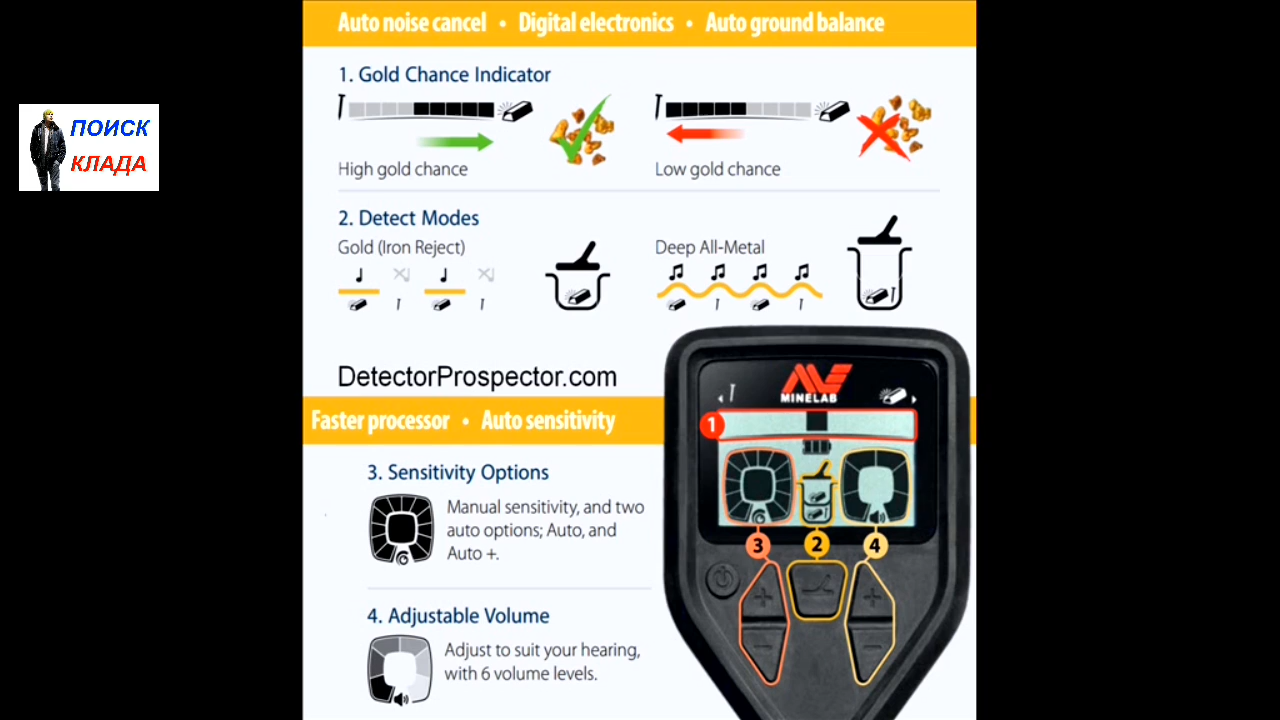 Auto noise cancel • Digital electronics • Auto ground balance
ПОИСК
КЛАДА
1. Gold Chance Indicator
High gold chance
Low gold chance
2. Detect Modes
Gold (Iron Reject)
Deep All-Metal
DetectorProspector.com
Faster processor • Auto sensitivity
MINELAB
1
3
2
4
3. Sensitivity Options
Manual sensitivity, and two
auto options; Auto, and
Auto +.
4. Adjustable Volume
Adjust to suit your hearing,
with 6 volume levels.